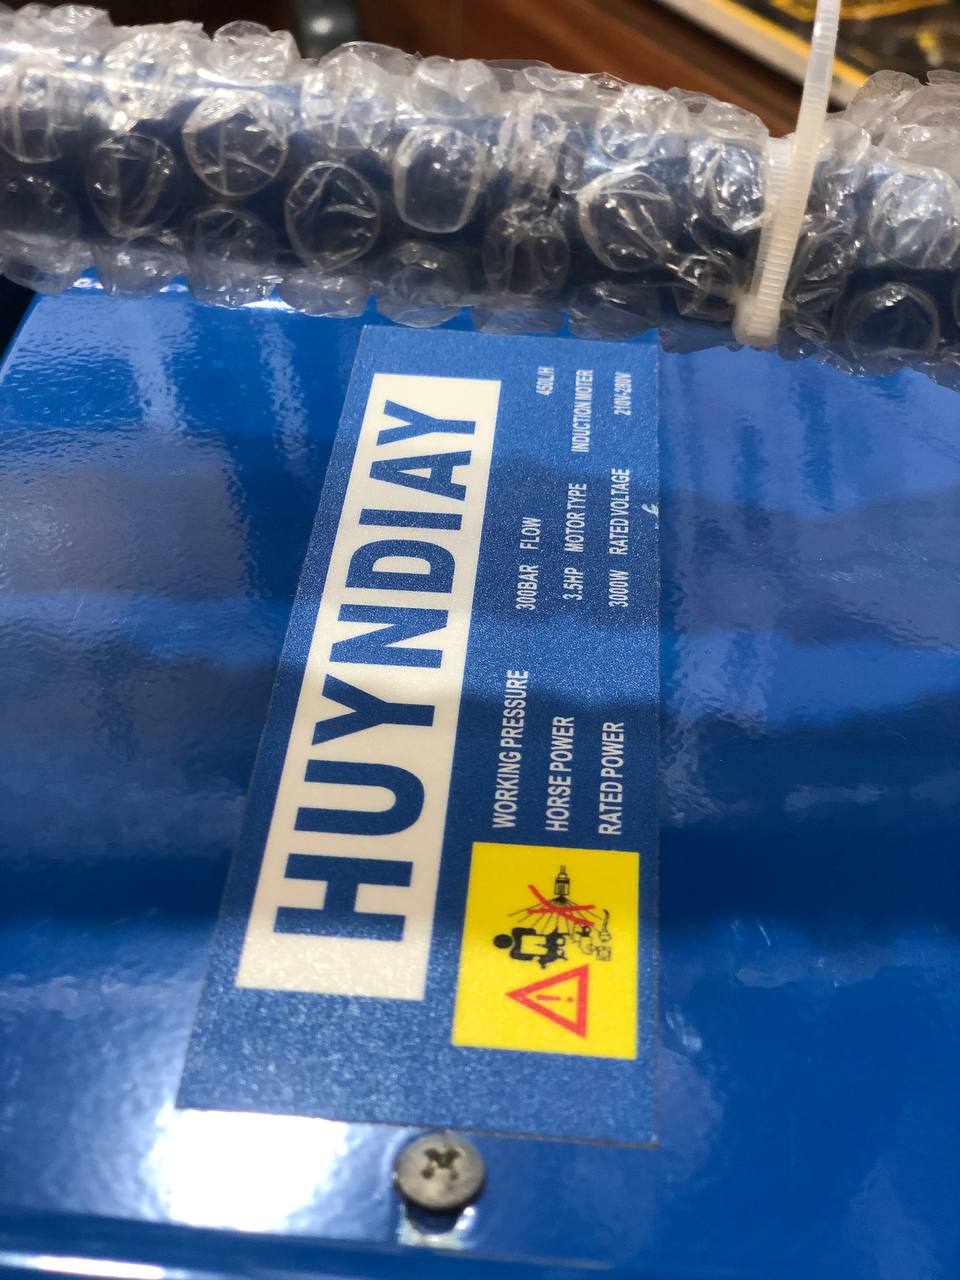 HUYNDIAY
WORKING PRESSURE 300BAR FLOW 450L/H
HORSE POWER 3.5HP MOTOR TYPE INDUCTION MOTER
RATED POWER 3000W RATED VOLTAGE 210V-280V